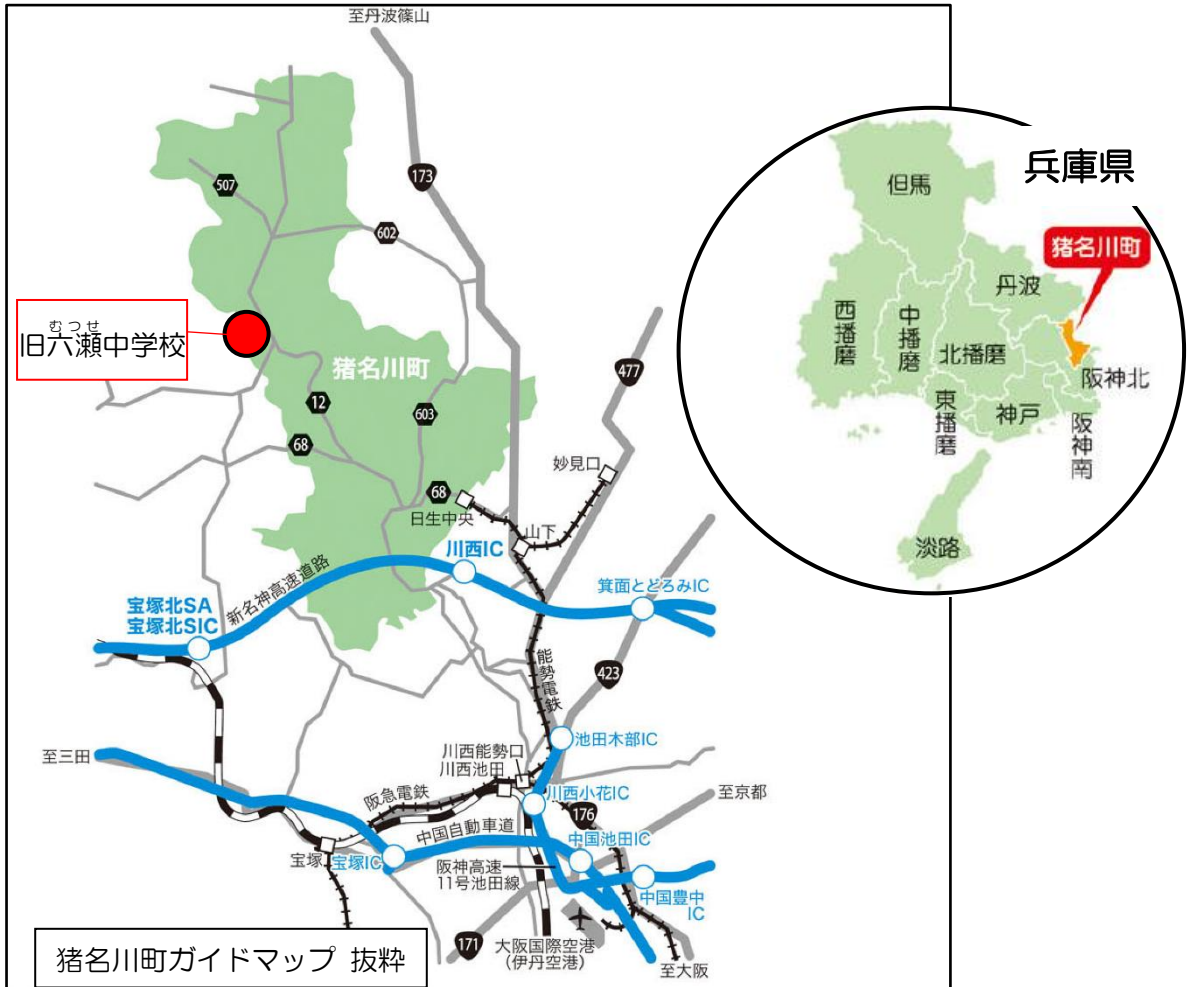 至丹波篠山
173
507
602
むつせ
旧六瀬中学校
猪名川町
477
12
603
68
妙見口
68
日生中央
山下
川西IC
新名神高速道路
箕面とどろみIC
宝塚北SA
宝塚北SIC
能勢電鉄
423
池田木部IC
至三田
川西能勢口
川西池田
川西小花IC
至京都
阪急電鉄
176
中国自動車道
中国池田IC
宝塚
宝塚IC
阪神高速
11号池田線
中国豊中
IC
171
大阪国際空港
(伊丹空港)
至大阪
猪名川町ガイドマップ 抜粋
兵庫県
但馬
猪名川町
丹波
西播磨
中播磨
北播磨
阪神北
東播磨
神戸
阪神南
淡路